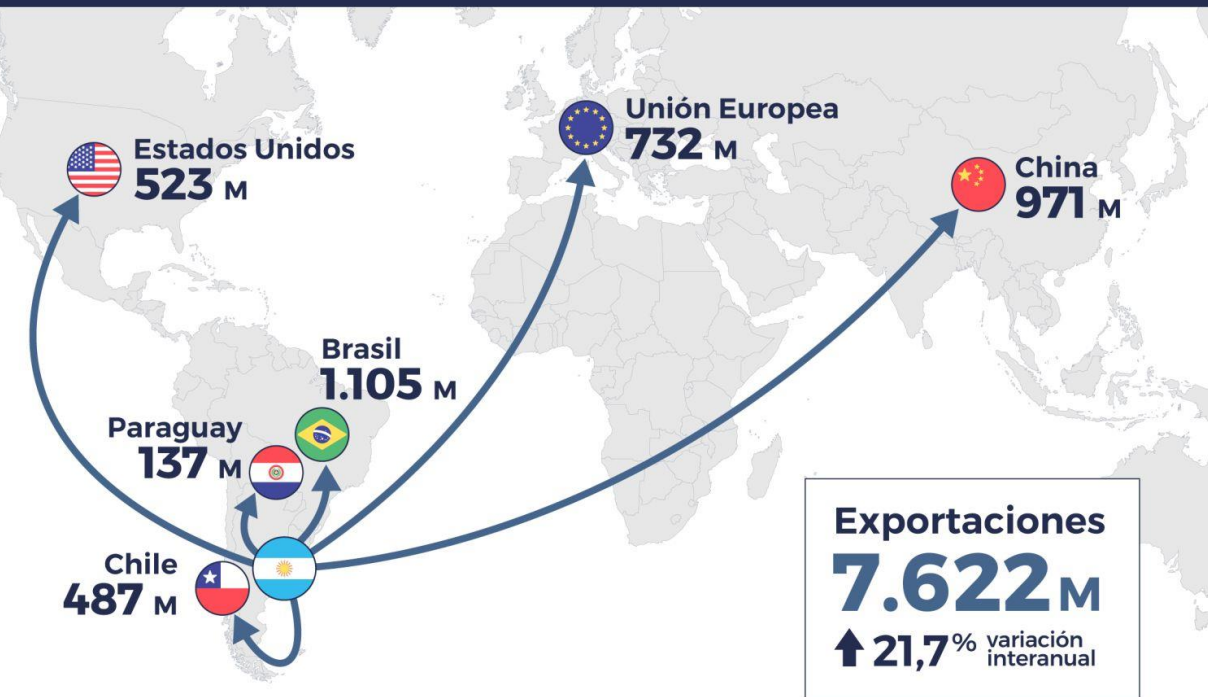 Estados Unidos
523 M
Unión Europea
732 M
China
971 M
Brasil
1.105 M
Paraguay
137 M
Chile
487 M
Exportaciones
7.622 M
21,7% variación
interanual